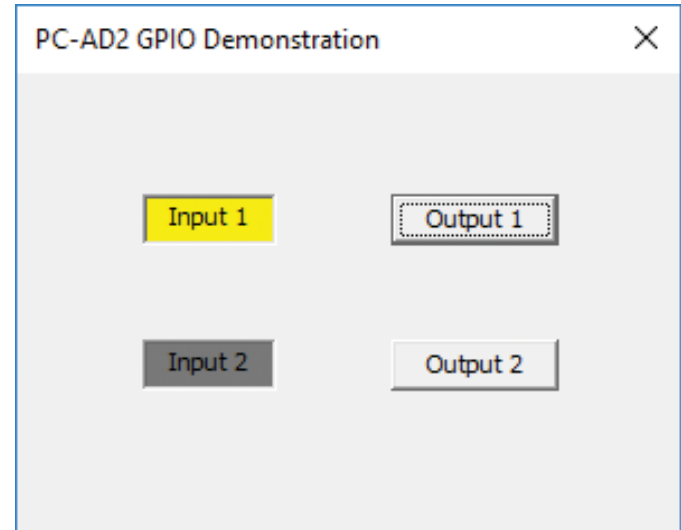 PC-AD2 GPIO Demonstration
Input 1
Output 1
Input 2
Output 2